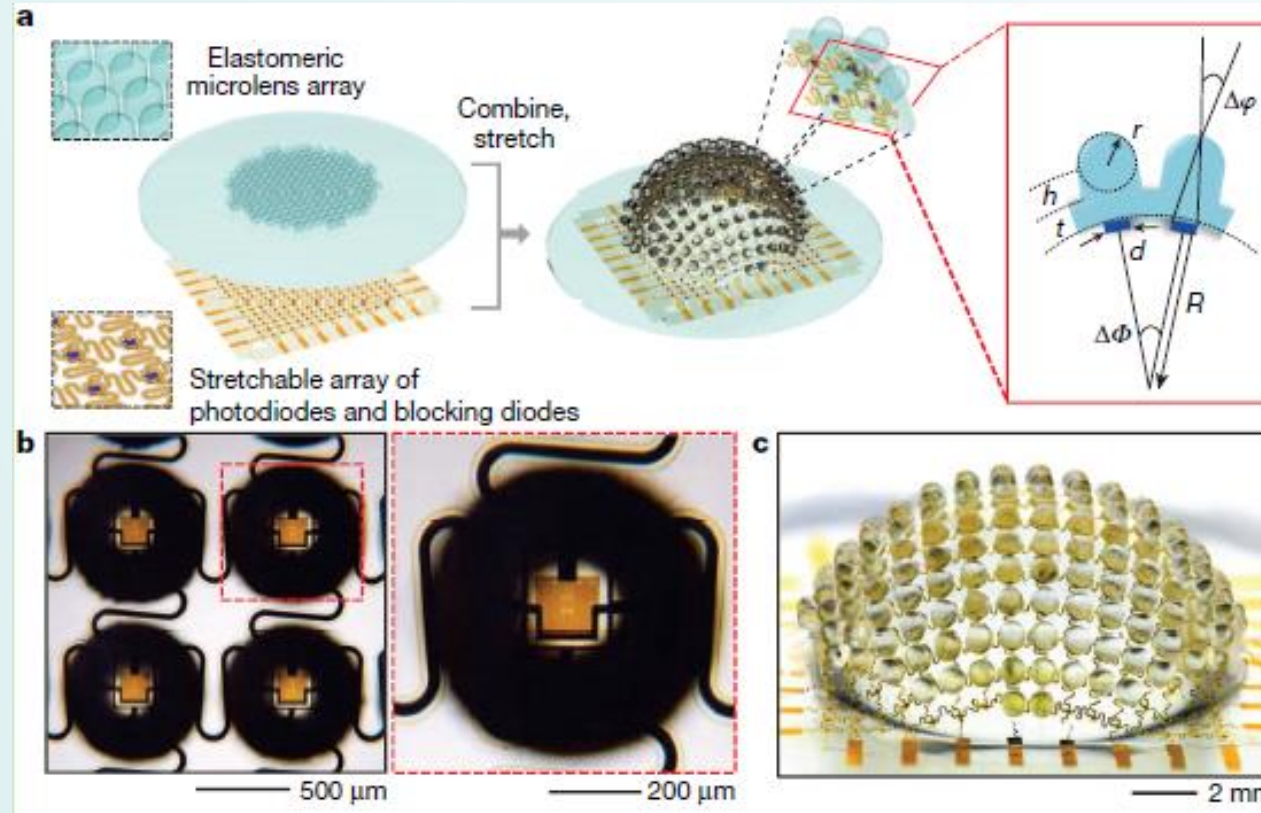 a
Elastomeric
microlens array
Combine,
stretch
Stretchable array of
photodiodes and blocking diodes
Δφ
r
h
t
d
R
ΔΦ
b
500 μm
200 μm
c
2 mm